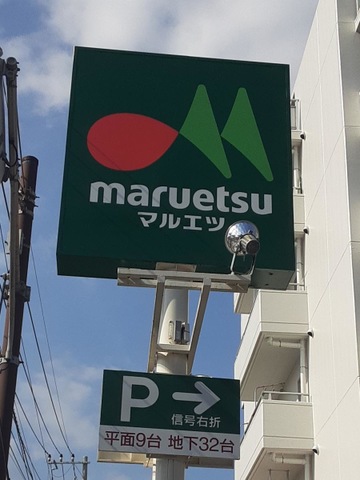 maruetsu
マルエツ
P →
信号右折
平面9台 地下32台